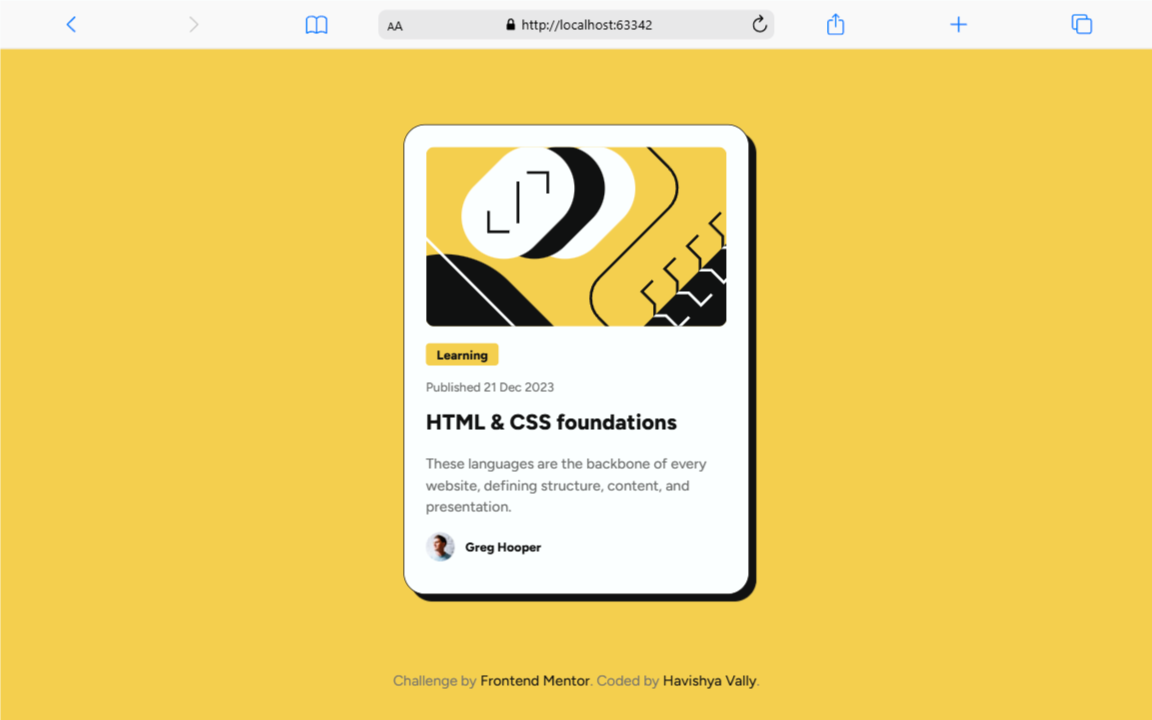 AA
http://localhost:63342
Learning
Published 21 Dec 2023
HTML & CSS foundations
These languages are the backbone of every
website, defining structure, content, and
presentation.
Greg Hooper
Challenge by Frontend Mentor. Coded by Havishya Vally.